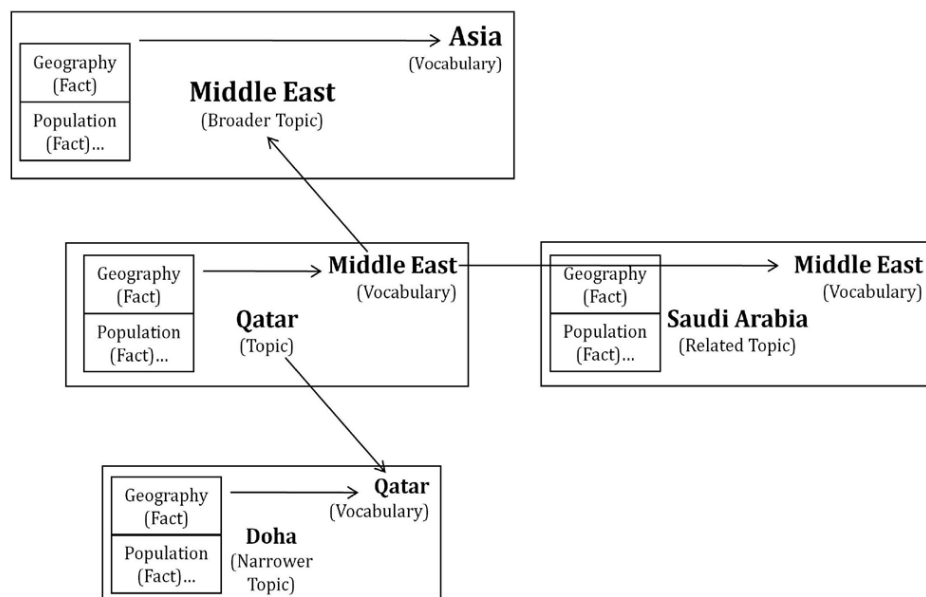 Asia
(Vocabulary)
Geography
(Fact)
Population
(Fact)...
Middle East
(Broader Topic)
Geography
(Fact)
Population
(Fact)...
Middle East
(Vocabulary)
Qatar
(Topic)
Geography
(Fact)
Population
(Fact)...
Middle East
(Vocabulary)
Saudi Arabia
(Related Topic)
Geography
(Fact)
Population
(Fact)...
Qatar
(Vocabulary)
Doha
(Narrower
Topic)